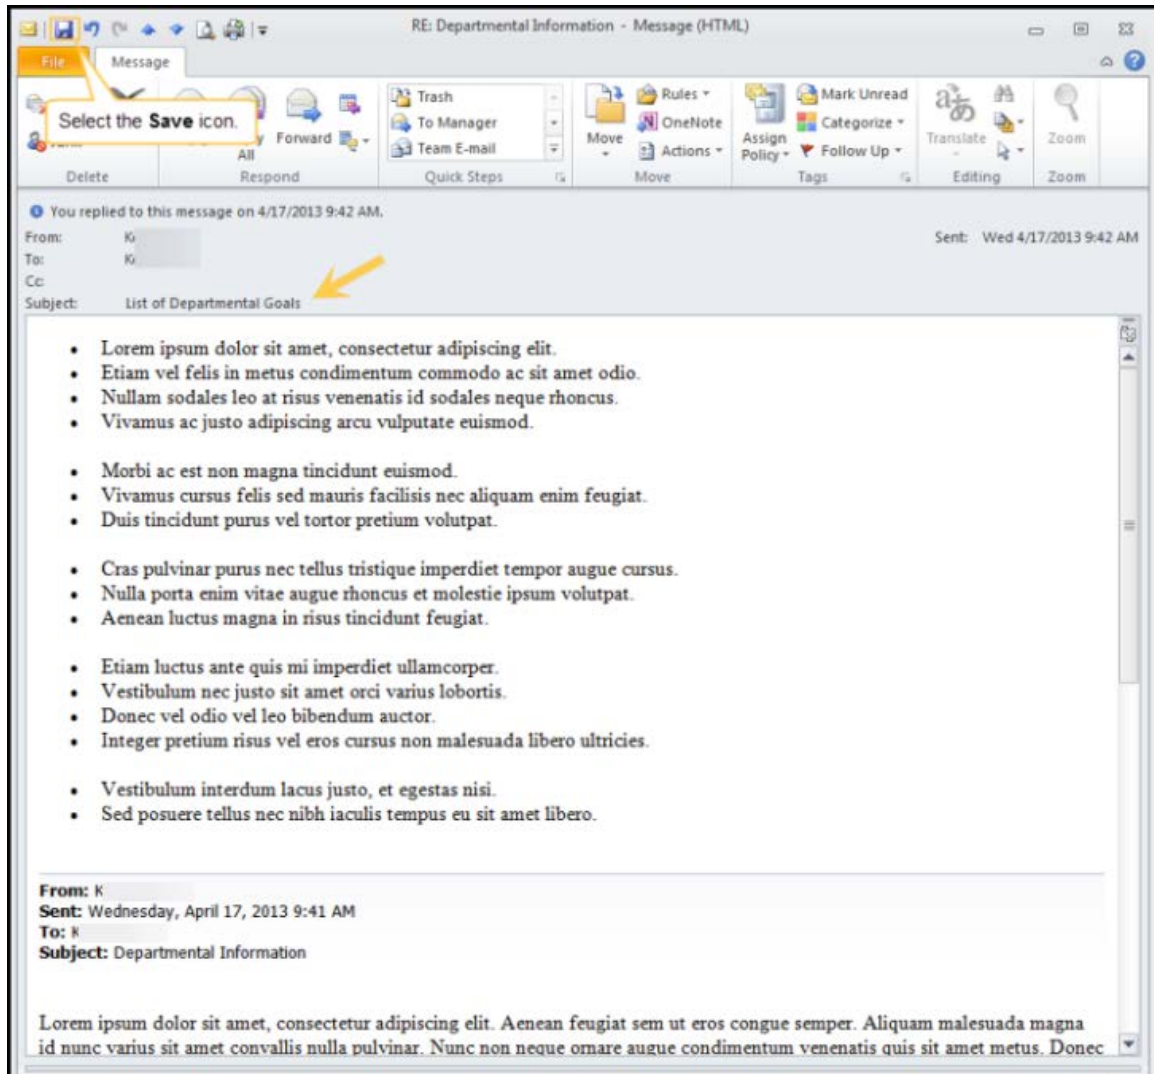 RE: Departmental Information - Message (HTML)
File Message
Select the Save icon.
All
Forward
Trash
To Manager
Team E-mail
Move
Rules
OneNote
Actions
Assign Policy
Mark Unread
Categorize
Follow Up
Translate
Zoom
Delete Respond Quick Steps Move Tags Editing Zoom
You replied to this message on 4/17/2013 9:42 AM.
From: K Sent: Wed 4/17/2013 9:42 AM
To: K
Cc:
Subject: List of Departmental Goals
• Lorem ipsum dolor sit amet, consectetur adipiscing elit.
• Etiam vel felis in metus condimentum commodo ac sit amet odio.
• Nullam sodales leo at risus venenatis id sodales neque rhoncus.
• Vivamus ac justo adipiscing arcu vulputate euismod.
• Morbi ac est non magna tincidunt euismod.
• Vivamus cursus felis sed mauris facilisis nec aliquam enim feugiat.
• Duis tincidunt purus vel tortor pretium volutpat.
• Cras pulvinar purus nec tellus tristique imperdiet tempor augue cursus.
• Nulla porta enim vitae augue rhoncus et molestie ipsum volutpat.
• Aenean luctus magna in risus tincidunt feugiat.
• Etiam luctus ante quis mi imperdiet ullamcorper.
• Vestibulum nec justo sit amet orci varius lobortis.
• Donec vel odio vel leo bibendum auctor.
• Integer pretium risus vel eros cursus non malesuada libero ultricies.
• Vestibulum interdum lacus justo, et egestas nisi.
• Sed posuere tellus nec nibh iaculis tempus eu sit amet libero.
From: K
Sent: Wednesday, April 17, 2013 9:41 AM
To: K
Subject: Departmental Information
Lorem ipsum dolor sit amet, consectetur adipiscing elit. Aenean feugiat sem ut eros congue semper. Aliquam malesuada magna
id nunc varius sit amet convallis nulla pulvinar. Nunc non neque ornare augue condimentum venenatis quis sit amet metus. Donec